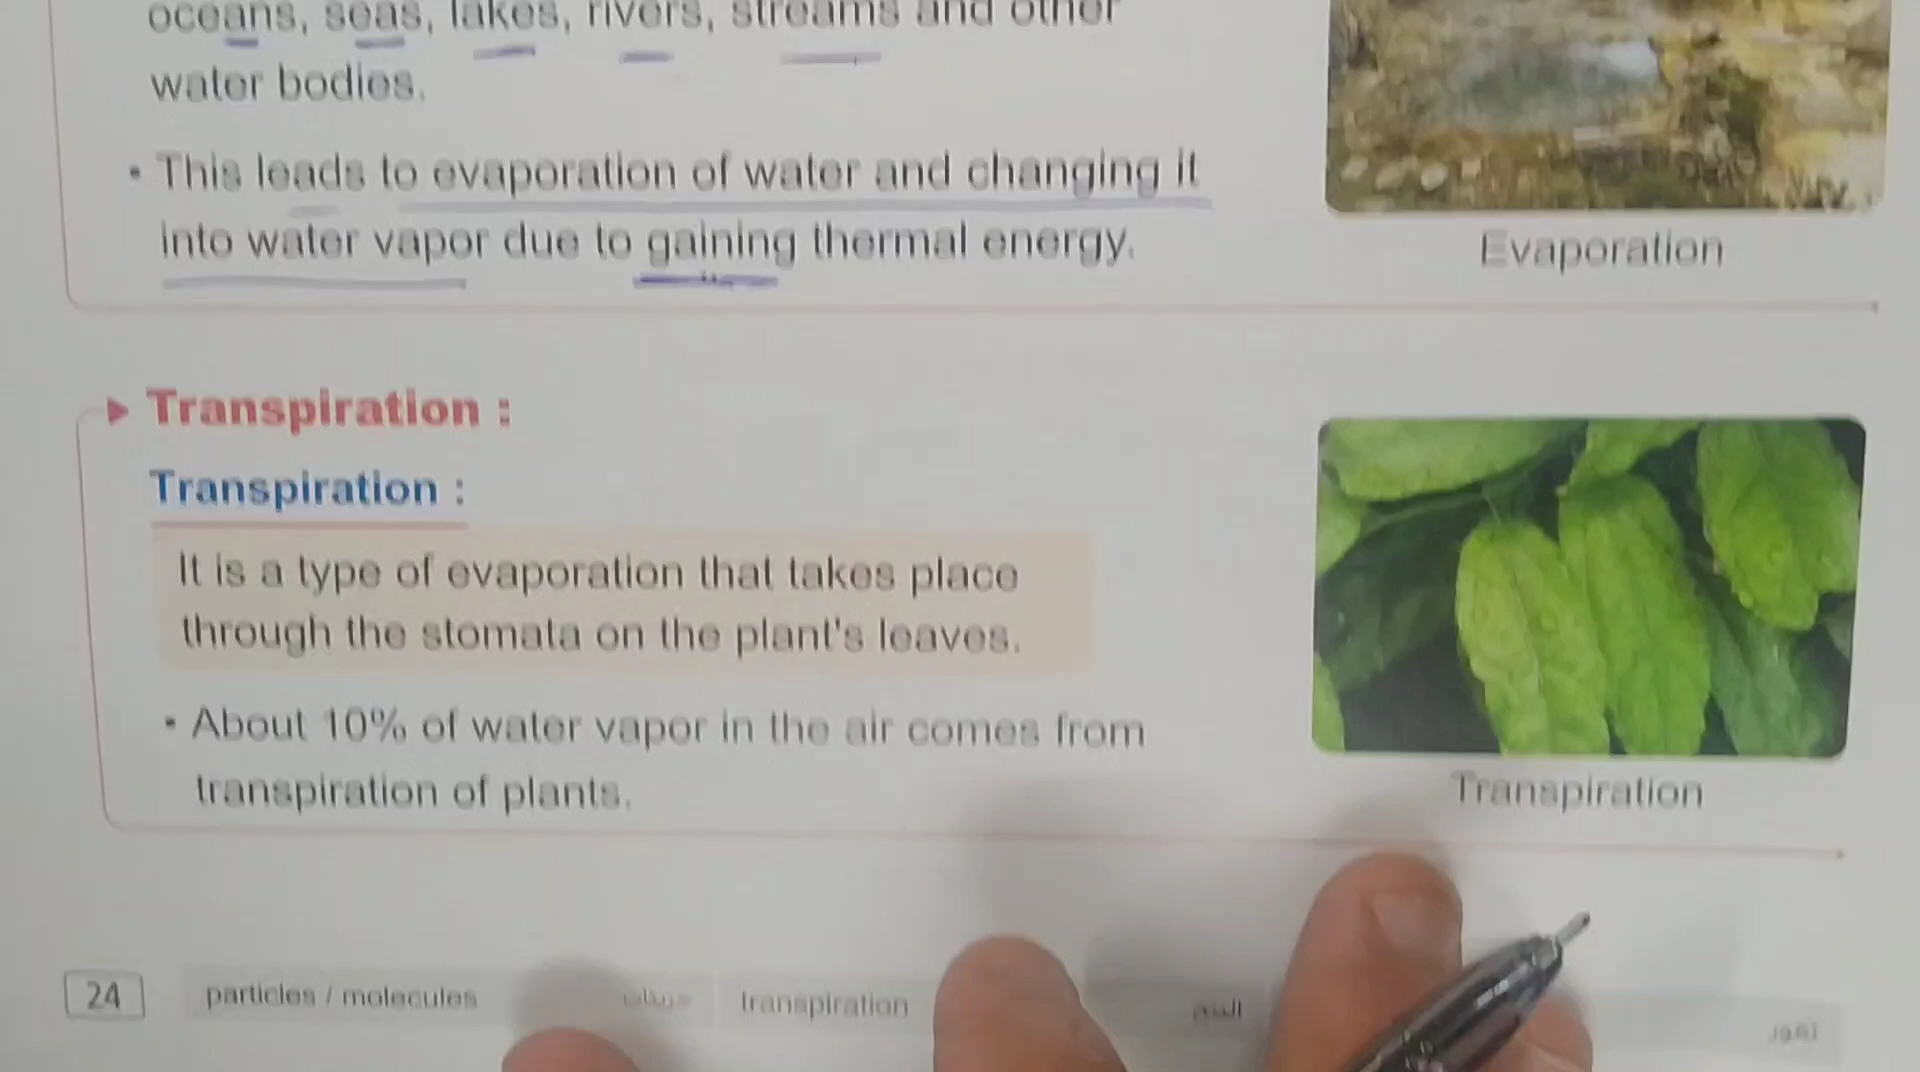 oceans, seas, lakes, rivers, streams and other
water bodies.
• This leads to evaporation of water and changing it
into water vapor due to gaining thermal energy.
Evaporation
Transpiration :
Transpiration :
It is a type of evaporation that takes place
through the stomata on the plant's leaves.
• About 10% of water vapor in the air comes from
transpiration of plants.
Transpiration
24
particles / molecules
transpiration
النتح